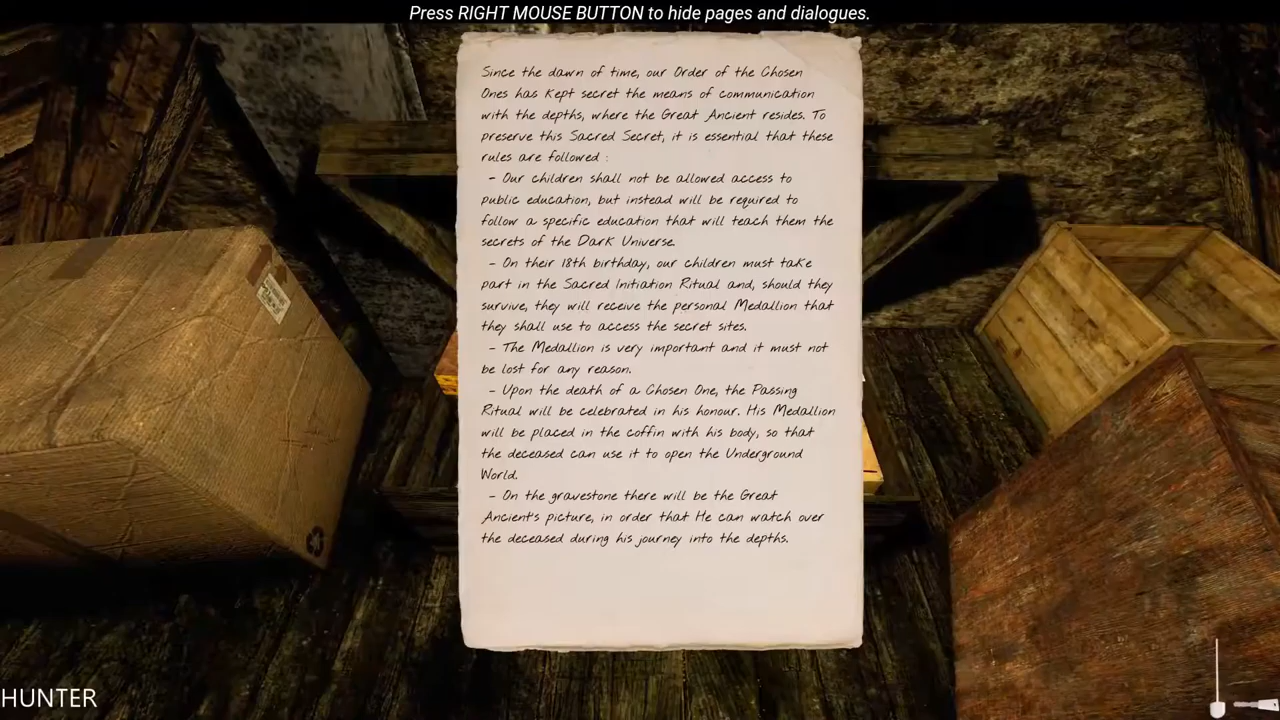 Press RIGHT MOUSE BUTTON to hide pages and dialogues.
Since the dawn of time, our Order of the Chosen
Ones has kept secret the means of communication
with the depths, where the Great Ancient resides. To
preserve this Sacred Secret, it is essential that these
rules are followed :
- Our children shall not be allowed access to
public education, but instead will be required to
follow a specific education that will teach them the
secrets of the Dark Universe.
- On their 18th birthday, our children must take
part in the Sacred Initiation Ritual and, should they
survive, they will receive the personal Medallion that
they shall use to access the secret sites.
- The Medallion is very important and it must not
be lost for any reason.
- Upon the death of a Chosen One, the Passing
Ritual will be celebrated in his honour. His Medallion
will be placed in the coffin with his body, so that
the deceased can use it to open the Underground
World.
- On the gravestone there will be the Great
Ancient's picture, in order that He can watch over
the deceased during his journey into the depths.
HUNTER